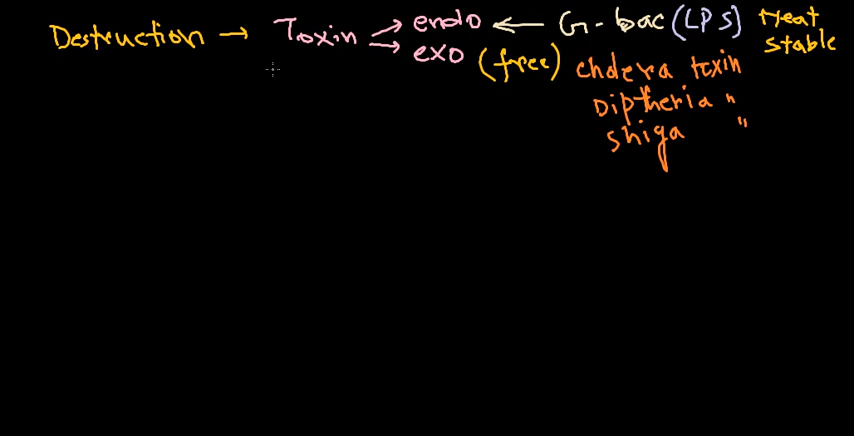 Destruction → Toxin → endo ← G-bac (LPS) Heat stable
→ exo (free) cholera toxin
Diptheria "
shiga "